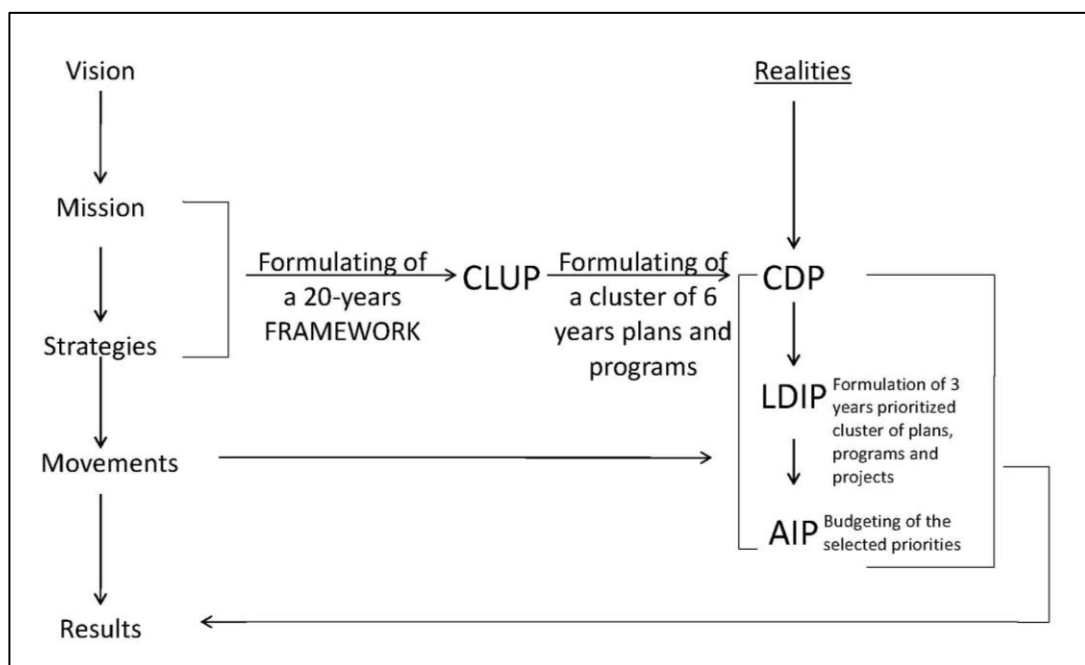 Vision
Realities
Mission
Formulating of
a 20-years
FRAMEWORK
CLUP
Formulating of
a cluster of 6
years plans and
programs
CDP
Strategies
LDIP
Formulation of 3
years prioritized
cluster of plans,
programs and
projects
Movements
AIP
Budgeting of the
selected priorities
Results